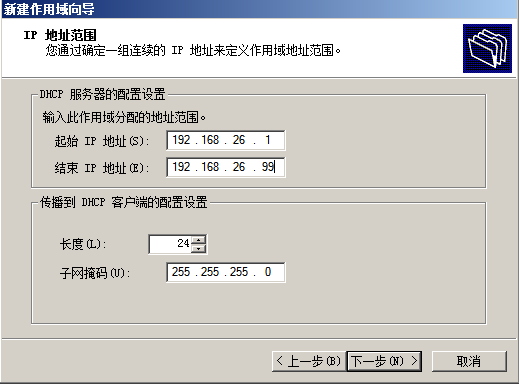 新建作用域向导
IP 地址范围
您通过确定一组连续的 IP 地址来定义作用域地址范围。
DHCP 服务器的配置设置
输入此作用域分配的地址范围。
起始 IP 地址(S): 192 .168 .26 . 1
结束 IP 地址(E): 192 .168 .26 . 99
传播到 DHCP 客户端的配置设置
长度(L): 24
子网掩码(U): 255 .255 .255 . 0
< 上一步(B) 下一步(N) > 取消